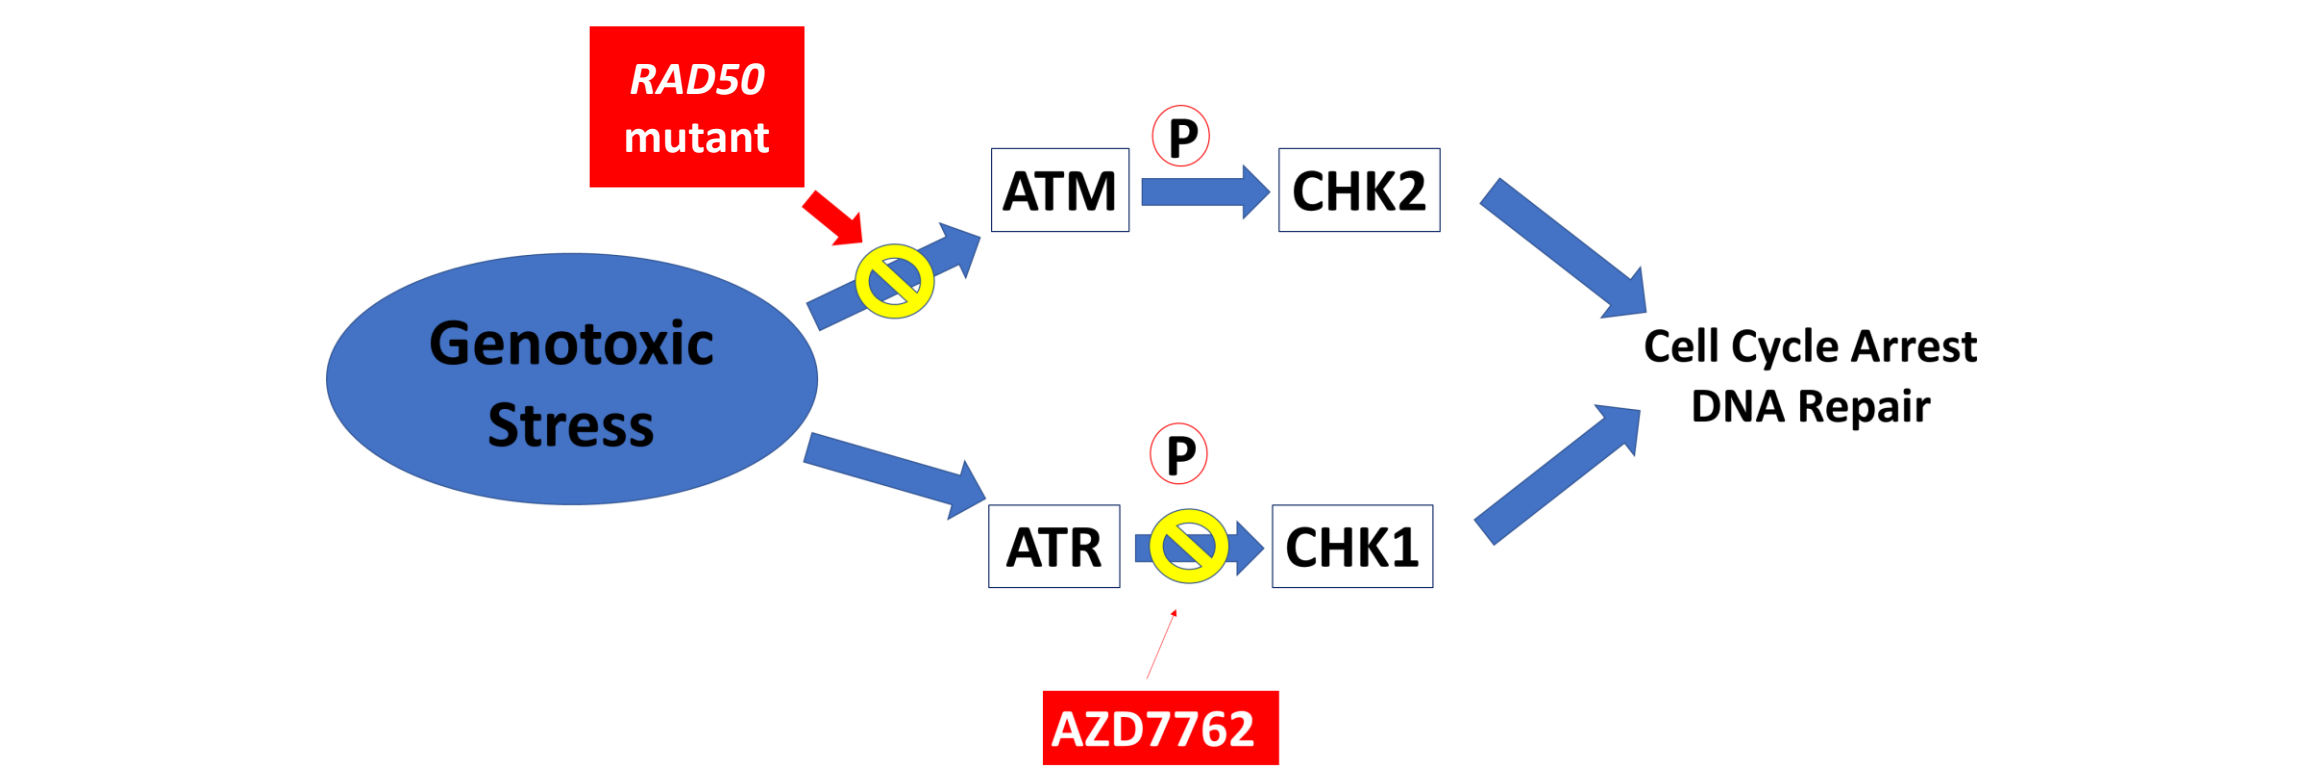 RAD50
mutant
P
ATM
CHK2
Genotoxic
Stress
Cell Cycle Arrest
DNA Repair
P
ATR
CHK1
AZD7762